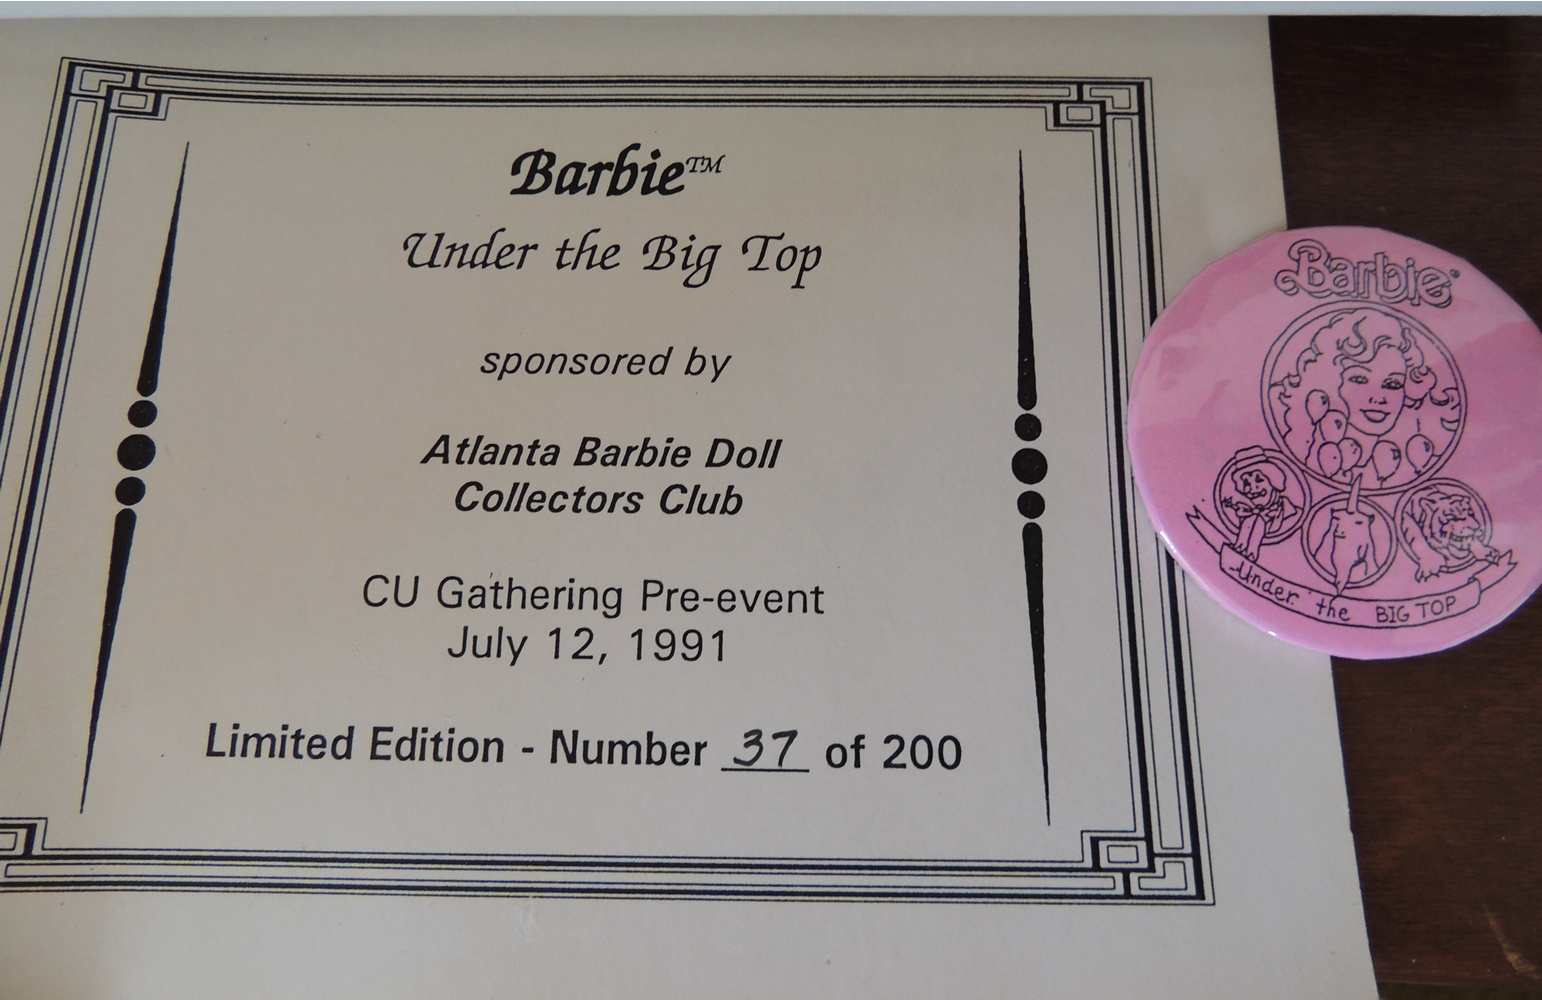 Barbie™
Under the Big Top
sponsored by
Atlanta Barbie Doll
Collectors Club
CU Gathering Pre-event
July 12, 1991
Limited Edition - Number 37 of 200
Barbie
Under the BIG TOP